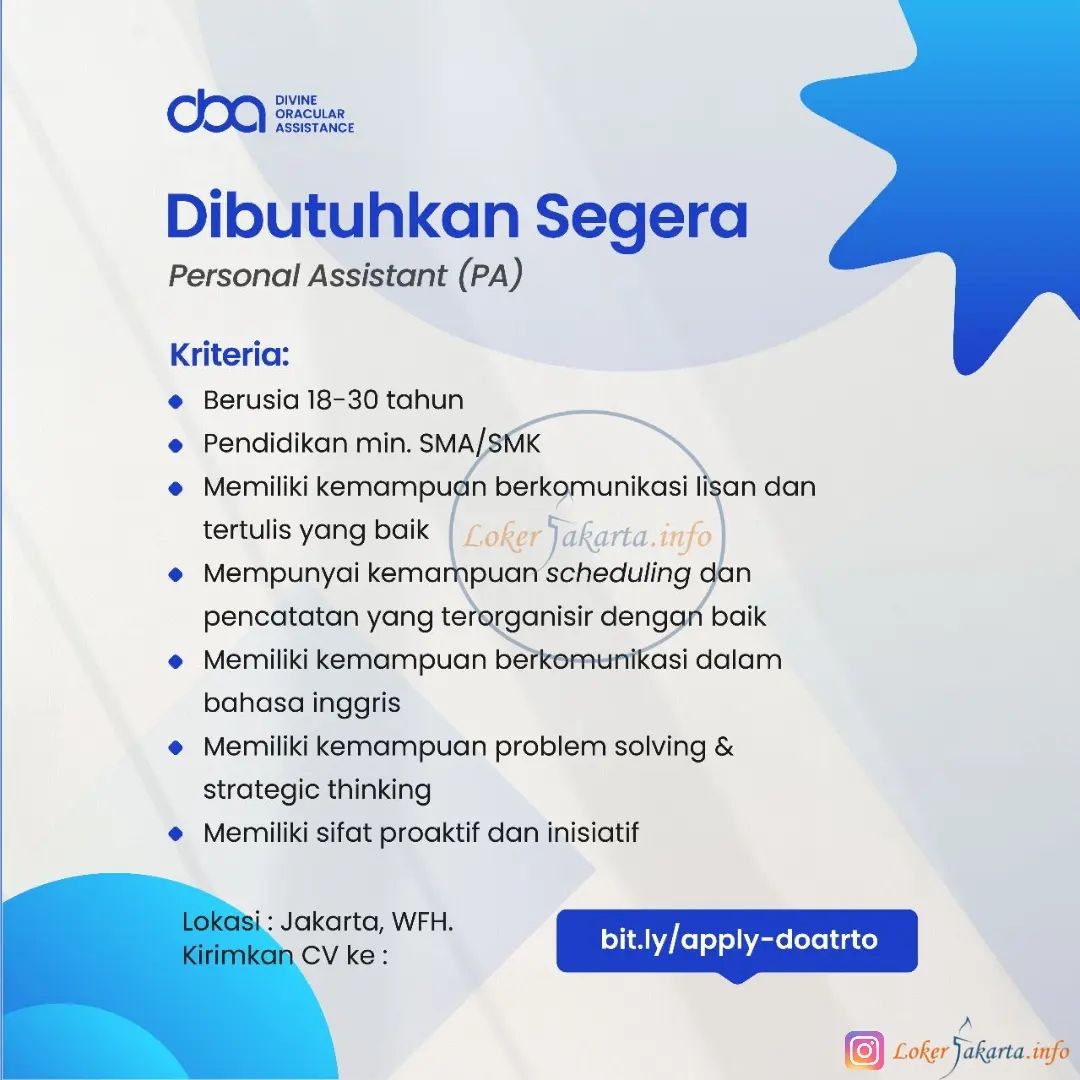 doa DIVINE
ORACULAR
ASSISTANCE
Dibutuhkan Segera
Personal Assistant (PA)
Kriteria:
Berusia 18-30 tahun
Pendidikan min. SMA/SMK
Memiliki kemampuan berkomunikasi lisan dan
tertulis yang baik
Loker Jakarta.info
Mempunyai kemampuan scheduling dan
pencatatan yang terorganisir dengan baik
Memiliki kemampuan berkomunikasi dalam
bahasa inggris
Memiliki kemampuan problem solving &
strategic thinking
Memiliki sifat proaktif dan inisiatif
Lokasi : Jakarta, WFH.
Kirimkan CV ke :
bit.ly/apply-doatrto
Loker Jakarta.info